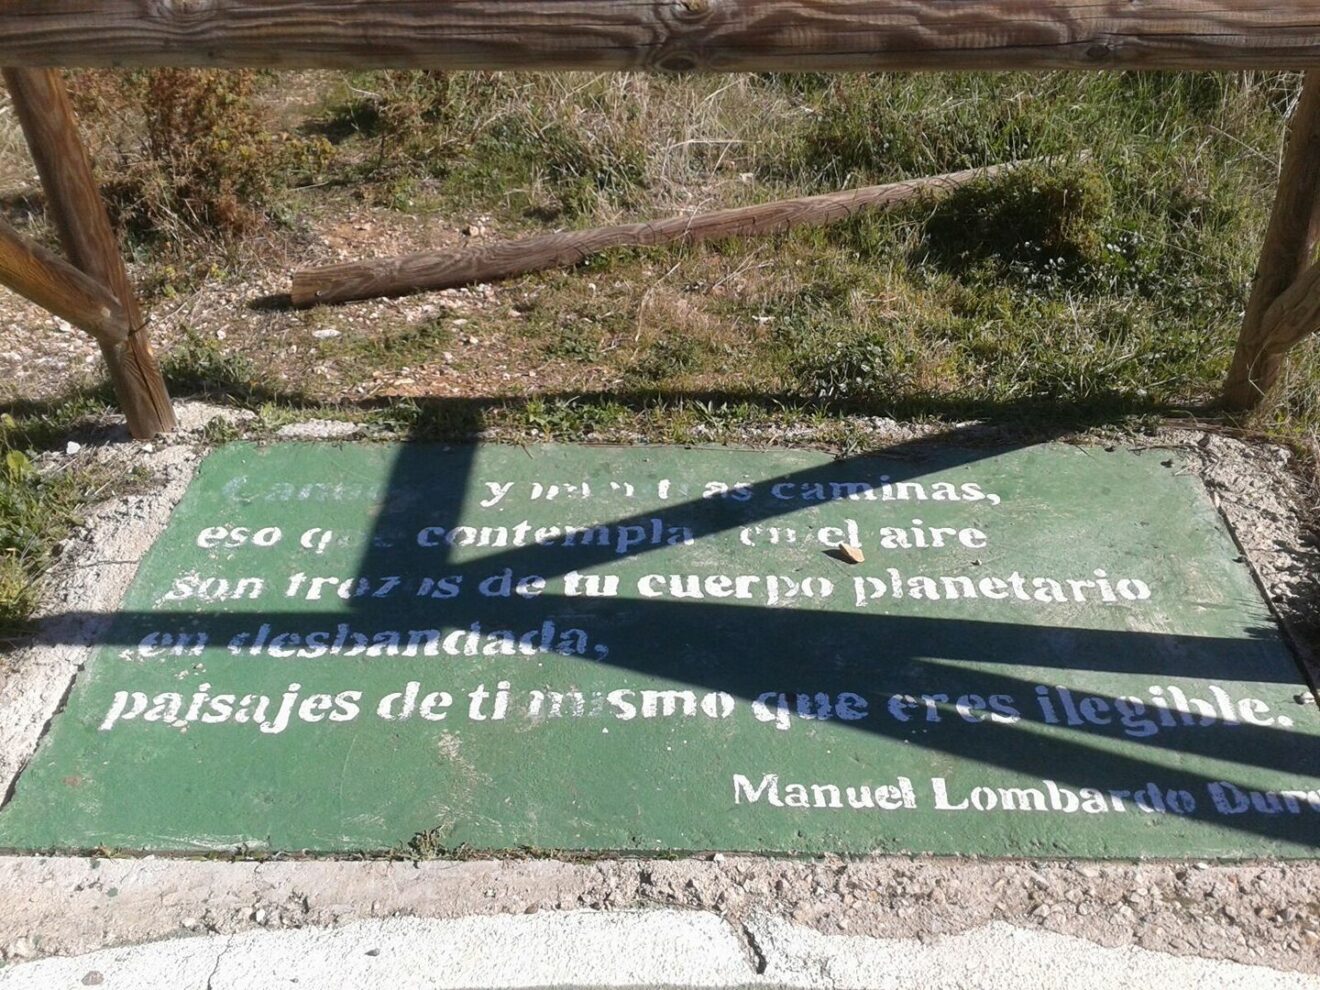 y mientras caminas,
eso que contemplas en el aire
son trozos de tu cuerpo planetario
en desbandada,
paisajes de ti mismo que eres ilegible.
Manuel Lombardo